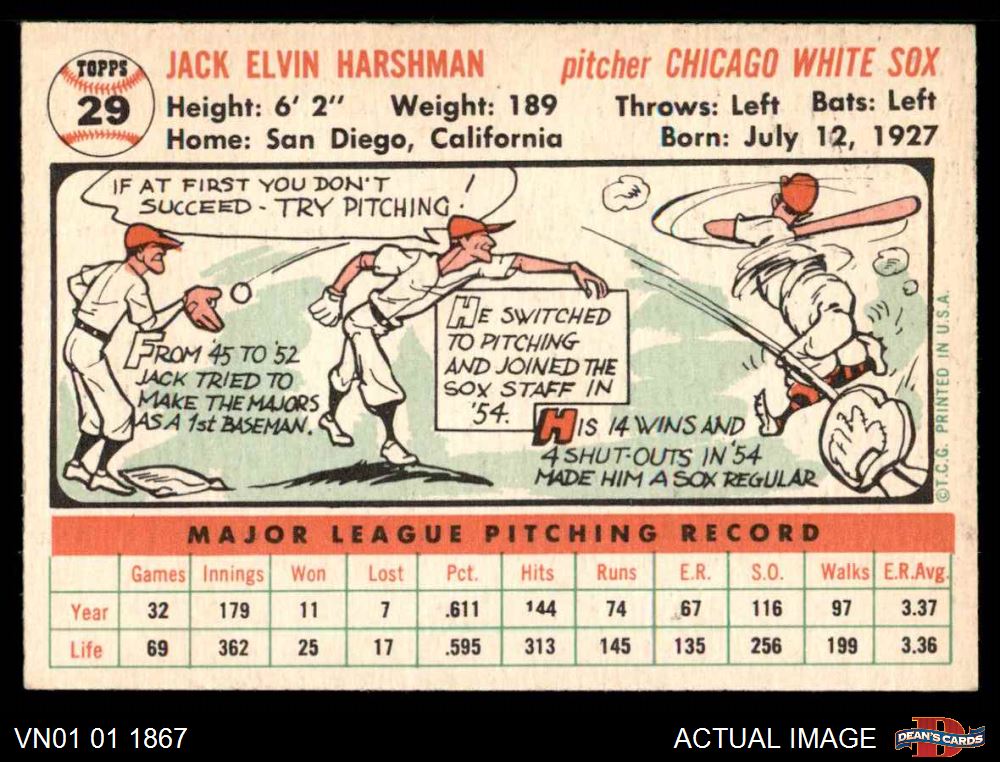 TOPPS
29
JACK ELVIN HARSHMAN pitcher CHICAGO WHITE SOX
Height: 6' 2" Weight: 189 Throws: Left Bats: Left
Home: San Diego, California Born: July 12, 1927
IF AT FIRST YOU DON'T
SUCCEED - TRY PITCHING!
FROM '45 TO '52
JACK TRIED TO
MAKE THE MAJORS
AS A 1st BASEMAN.
HE SWITCHED
TO PITCHING
AND JOINED THE
SOX STAFF IN
'54.
HIS 14 WINS AND
4 SHUT-OUTS IN '54
MADE HIM A SOX REGULAR
©T.C.G. PRINTED IN U.S.A.
MAJOR LEAGUE PITCHING RECORD
Games Innings Won Lost Pct. Hits Runs E.R. S.O. Walks E.R.Avg.
Year 32 179 11 7 .611 144 74 67 116 97 3.37
Life 69 362 25 17 .595 313 145 135 256 199 3.36
VN01 01 1867 ACTUAL IMAGE
DEAN'S CARDS